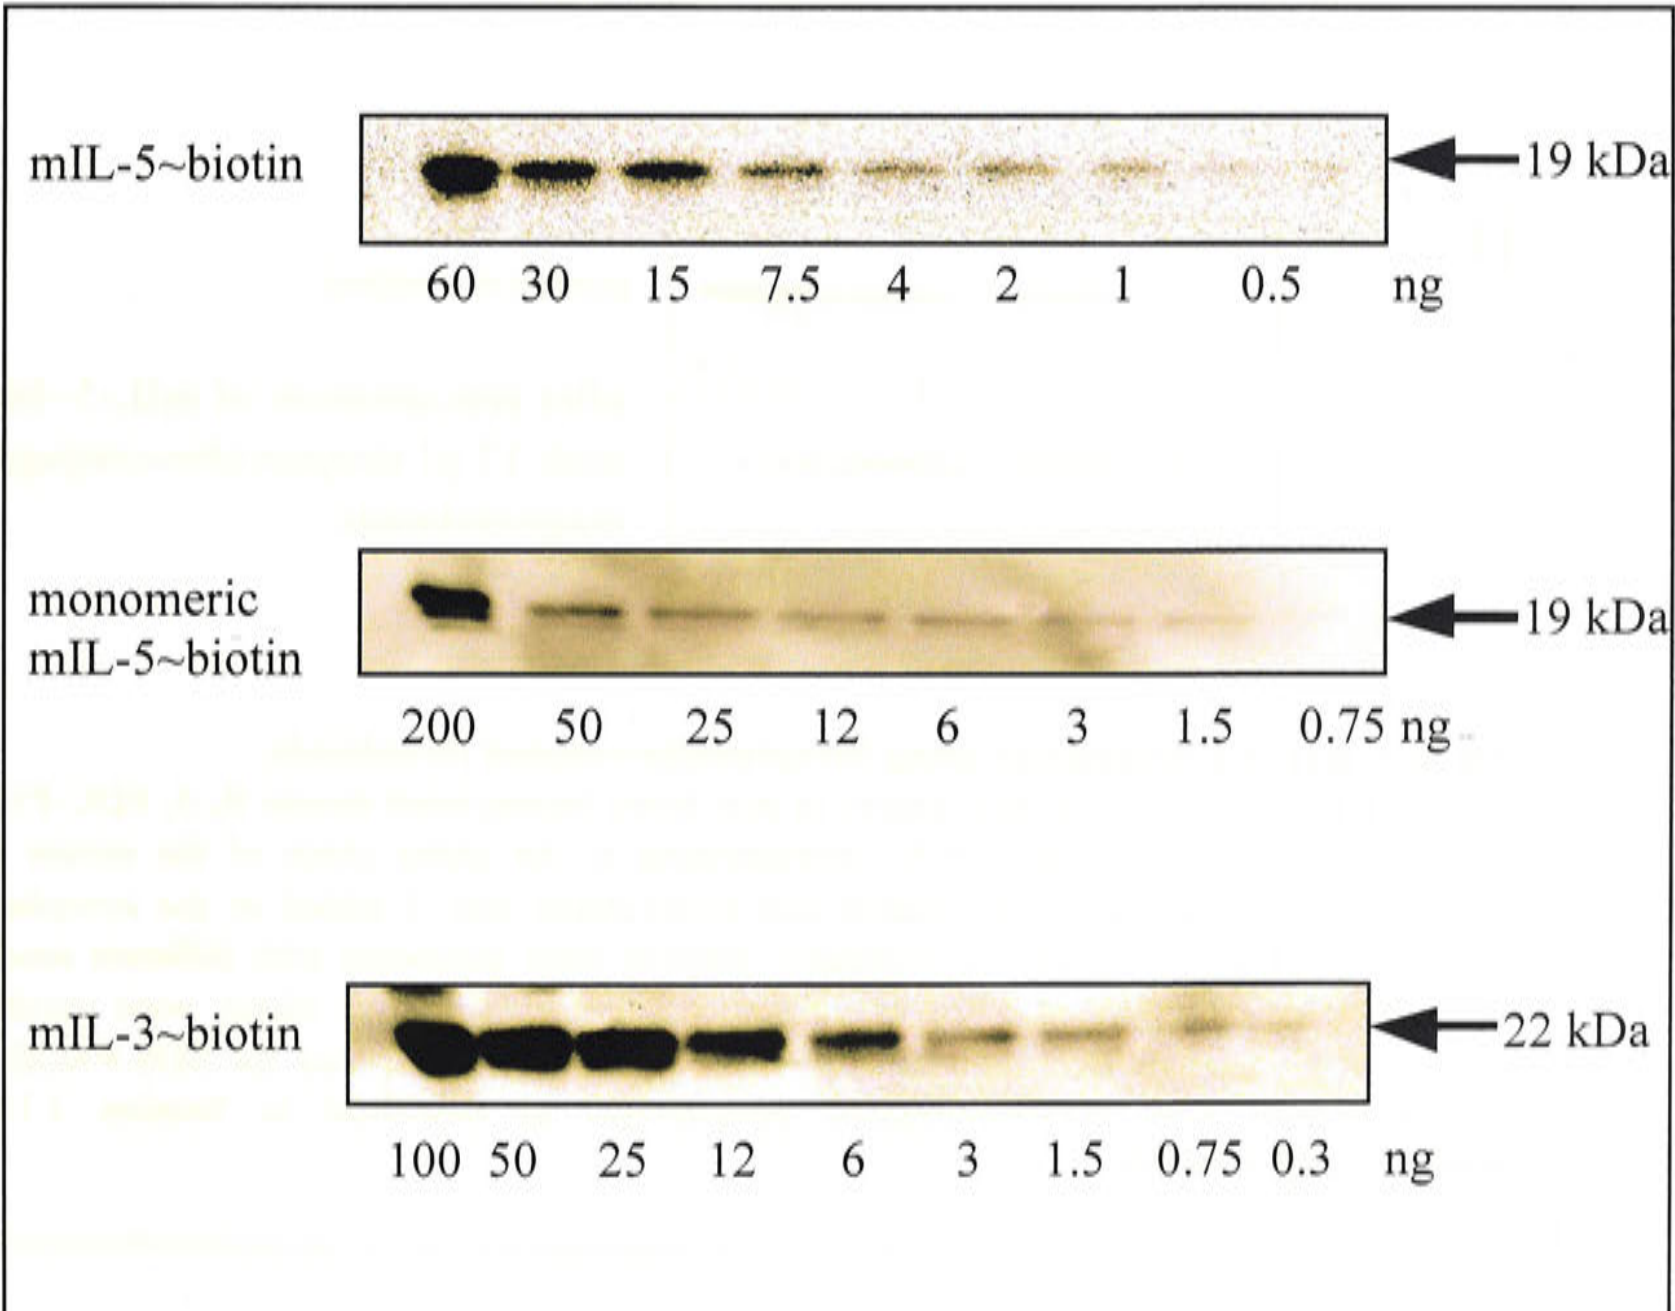 mIL-5~biotin
19 kDa
60 30 15 7.5 4 2 1 0.5 ng
monomeric
mIL-5~biotin
19 kDa
200 50 25 12 6 3 1.5 0.75 ng
mIL-3~biotin
22 kDa
100 50 25 12 6 3 1.5 0.75 0.3 ng